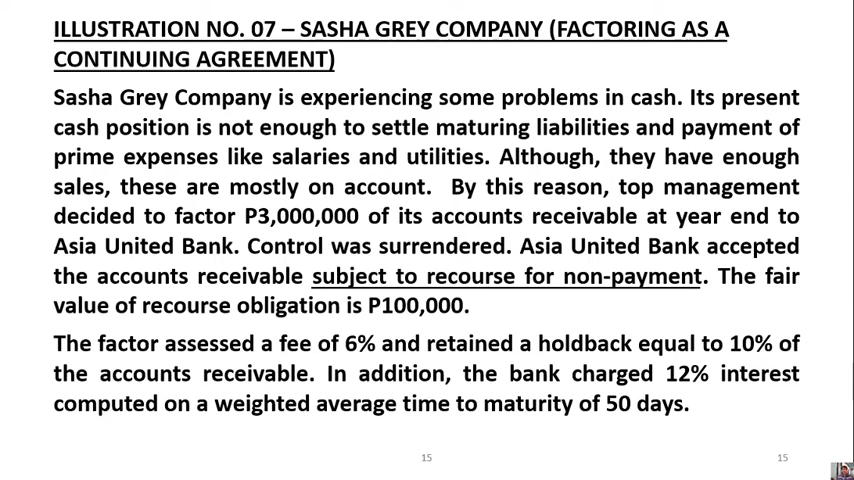 ILLUSTRATION NO. 07 – SASHA GREY COMPANY (FACTORING AS A
CONTINUING AGREEMENT)
Sasha Grey Company is experiencing some problems in cash. Its present
cash position is not enough to settle maturing liabilities and payment of
prime expenses like salaries and utilities. Although, they have enough
sales, these are mostly on account. By this reason, top management
decided to factor P3,000,000 of its accounts receivable at year end to
Asia United Bank. Control was surrendered. Asia United Bank accepted
the accounts receivable subject to recourse for non-payment. The fair
value of recourse obligation is P100,000.
The factor assessed a fee of 6% and retained a holdback equal to 10% of
the accounts receivable. In addition, the bank charged 12% interest
computed on a weighted average time to maturity of 50 days.
15 15